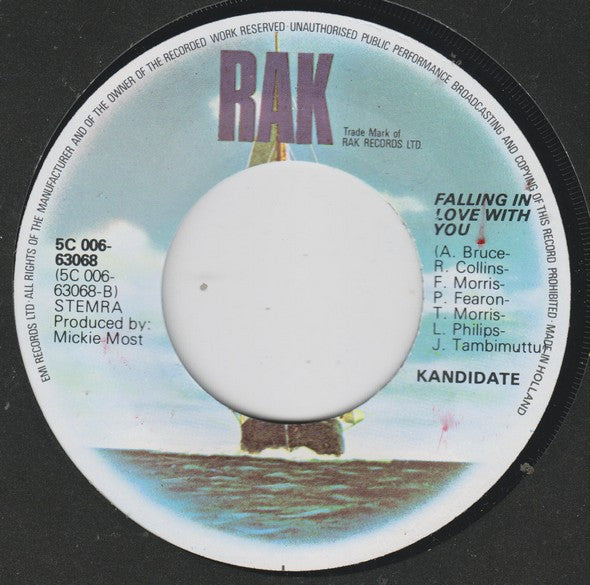 EMI RECORDS LTD · ALL RIGHTS OF THE MANUFACTURER AND OF THE OWNER OF THE RECORDED WORK RESERVED · UNAUTHORISED PUBLIC PERFORMANCE BROADCASTING AND COPYING OF THIS RECORD PROHIBITED · MADE IN HOLLAND
RAK
Trade Mark of
RAK RECORDS LTD.
5C 006-
63068
(5C 006-
63068-B)
STEMRA
Produced by:
Mickie Most
FALLING IN
LOVE WITH
YOU
(A. Bruce-
R. Collins-
F. Morris-
P. Fearon-
T. Morris-
L. Philips-
J. Tambimuttu)
KANDIDATE